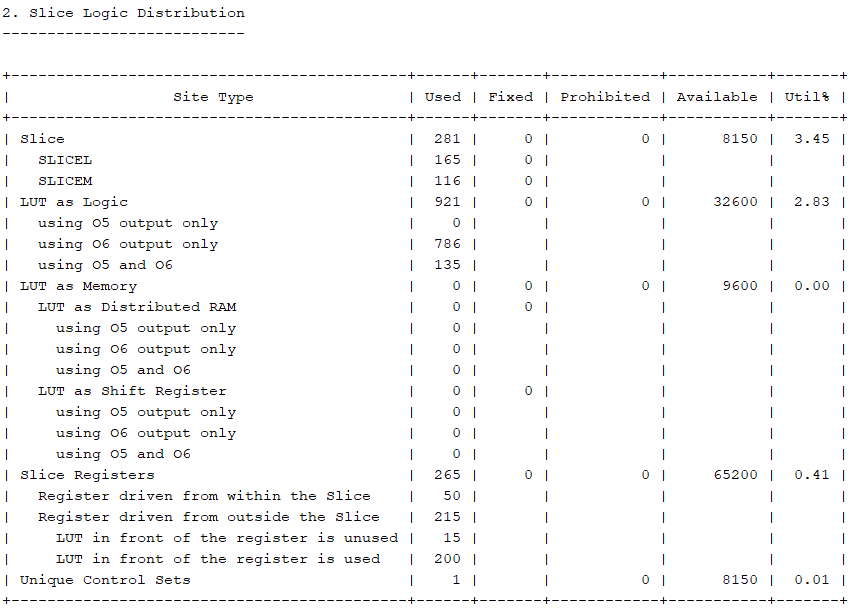 2. Slice Logic Distribution
---------------------------
+--------------------------------------------+------+-------+------------+-----------+-------+
| Site Type | Used | Fixed | Prohibited | Available | Util% |
+--------------------------------------------+------+-------+------------+-----------+-------+
| Slice | 281 | 0 | 0 | 8150 | 3.45 |
|   SLICEL | 165 | 0 | | | |
|   SLICEM | 116 | 0 | | | |
| LUT as Logic | 921 | 0 | 0 | 32600 | 2.83 |
|   using O5 output only | 0 | | | | |
|   using O6 output only | 786 | | | | |
|   using O5 and O6 | 135 | | | | |
| LUT as Memory | 0 | 0 | 0 | 9600 | 0.00 |
|   LUT as Distributed RAM | 0 | 0 | | | |
|     using O5 output only | 0 | | | | |
|     using O6 output only | 0 | | | | |
|     using O5 and O6 | 0 | | | | |
|   LUT as Shift Register | 0 | 0 | | | |
|     using O5 output only | 0 | | | | |
|     using O6 output only | 0 | | | | |
|     using O5 and O6 | 0 | | | | |
| Slice Registers | 265 | 0 | 0 | 65200 | 0.41 |
|   Register driven from within the Slice | 50 | | | | |
|   Register driven from outside the Slice | 215 | | | | |
|     LUT in front of the register is unused | 15 | | | | |
|     LUT in front of the register is used | 200 | | | | |
| Unique Control Sets | 1 | | 0 | 8150 | 0.01 |
+--------------------------------------------+------+-------+------------+-----------+-------+